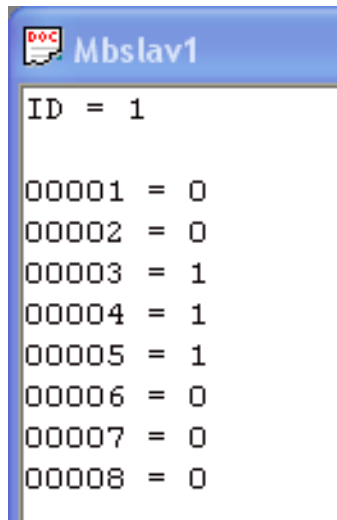 DOC
Mbslav1
ID = 1
00001 = 0
00002 = 0
00003 = 1
00004 = 1
00005 = 1
00006 = 0
00007 = 0
00008 = 0